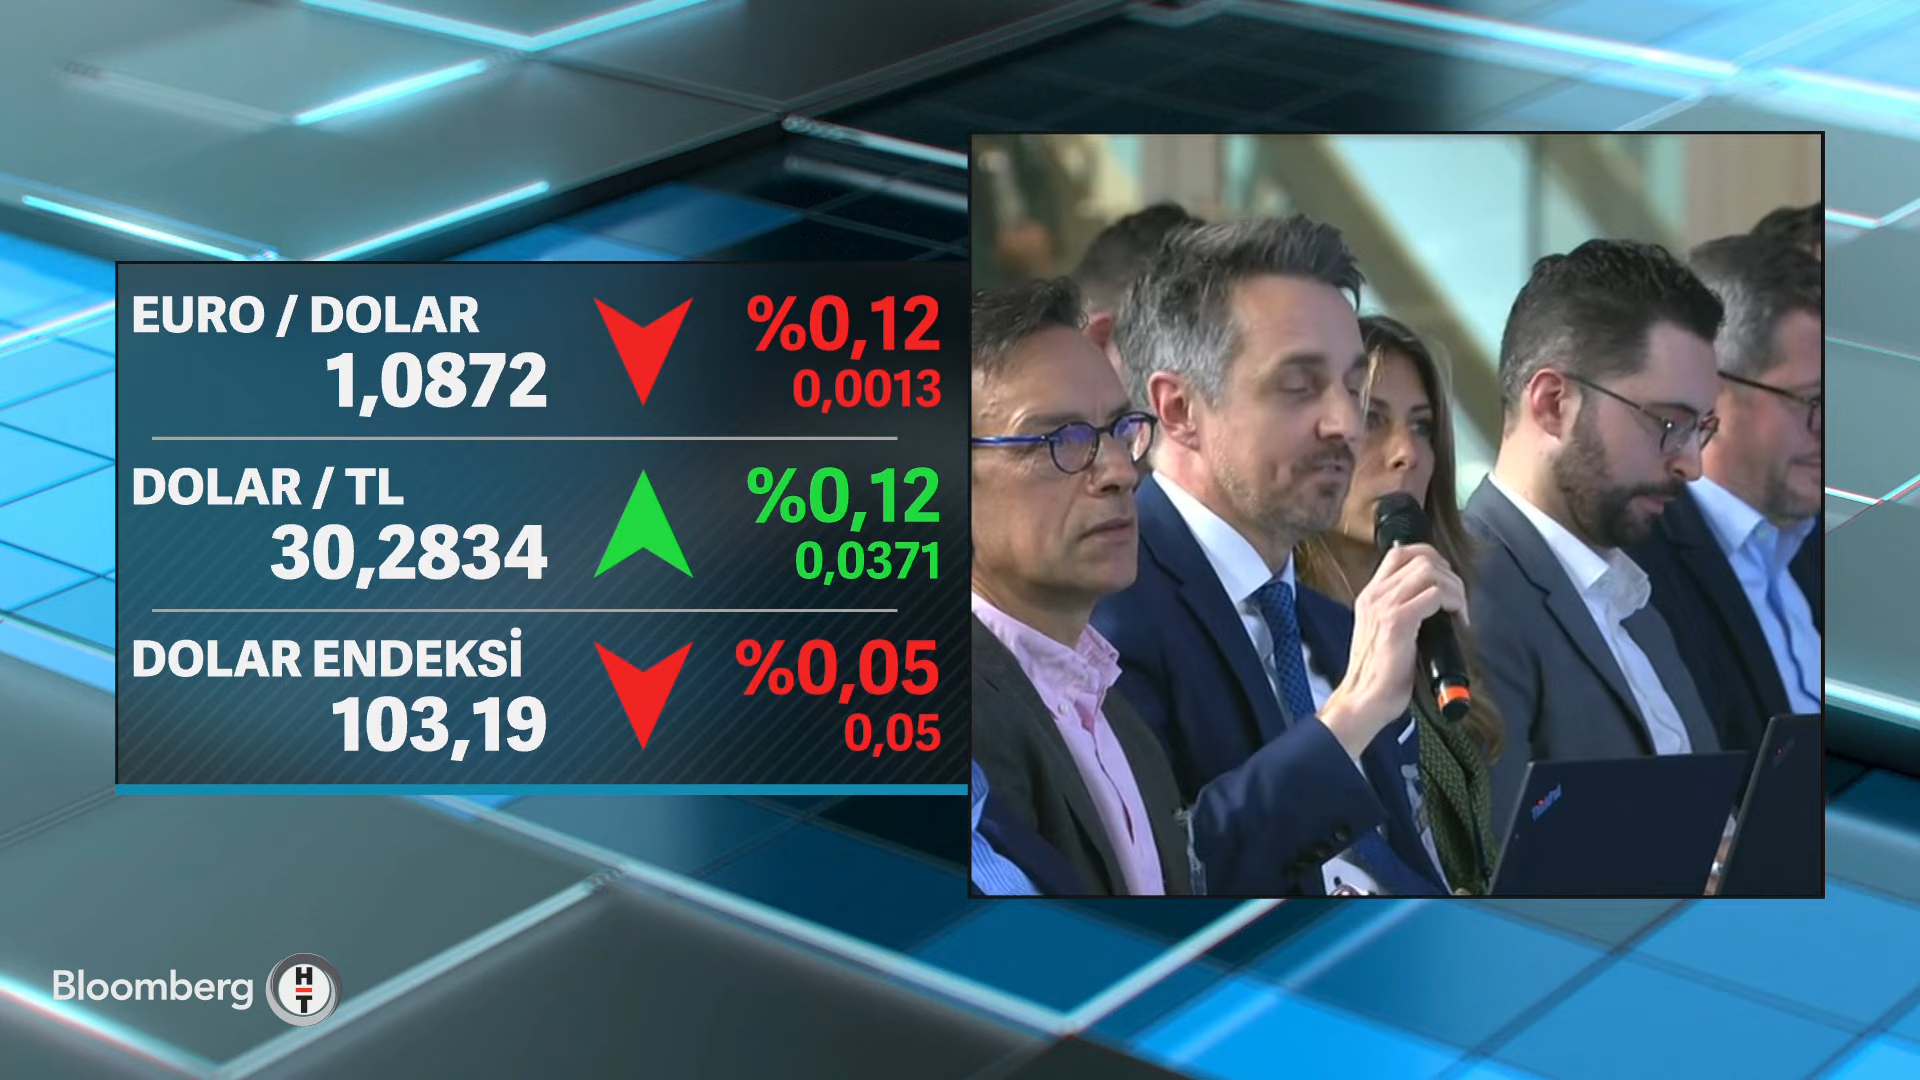 EURO / DOLAR
1,0872
%0,12
0,0013
DOLAR / TL
30,2834
%0,12
0,0371
DOLAR ENDEKSİ
103,19
%0,05
0,05
Bloomberg HT